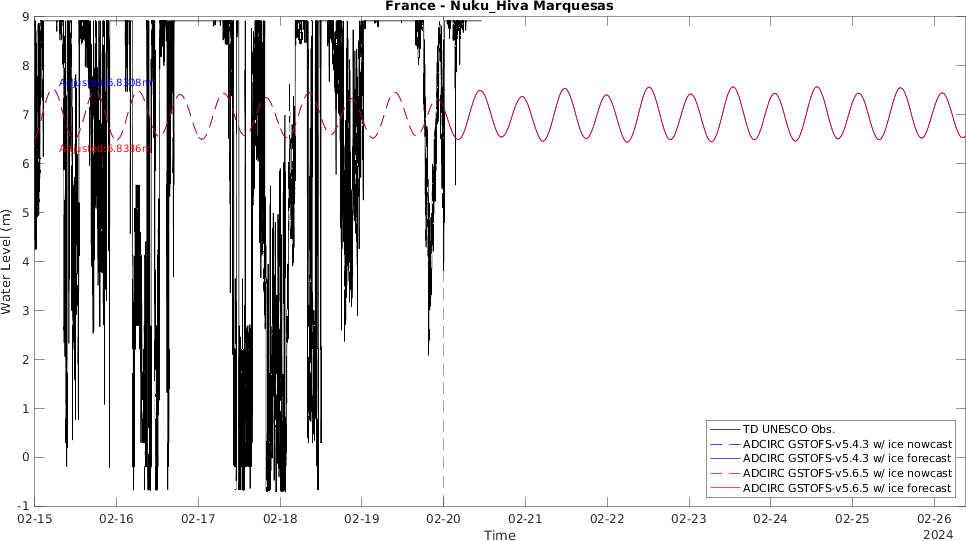 France - Nuku_Hiva Marquesas
9
8
7
6
5
4
3
2
1
0
-1
Water Level (m)
Adjusted
Adjusted
TD UNESCO Obs.
ADCIRC GSTOFS-v5.4.3 w/ ice nowcast
ADCIRC GSTOFS-v5.4.3 w/ ice forecast
ADCIRC GSTOFS-v5.6.5 w/ ice nowcast
ADCIRC GSTOFS-v5.6.5 w/ ice forecast
02-15 02-16 02-17 02-18 02-19 02-20 02-21 02-22 02-23 02-24 02-25 02-26
2024
Time